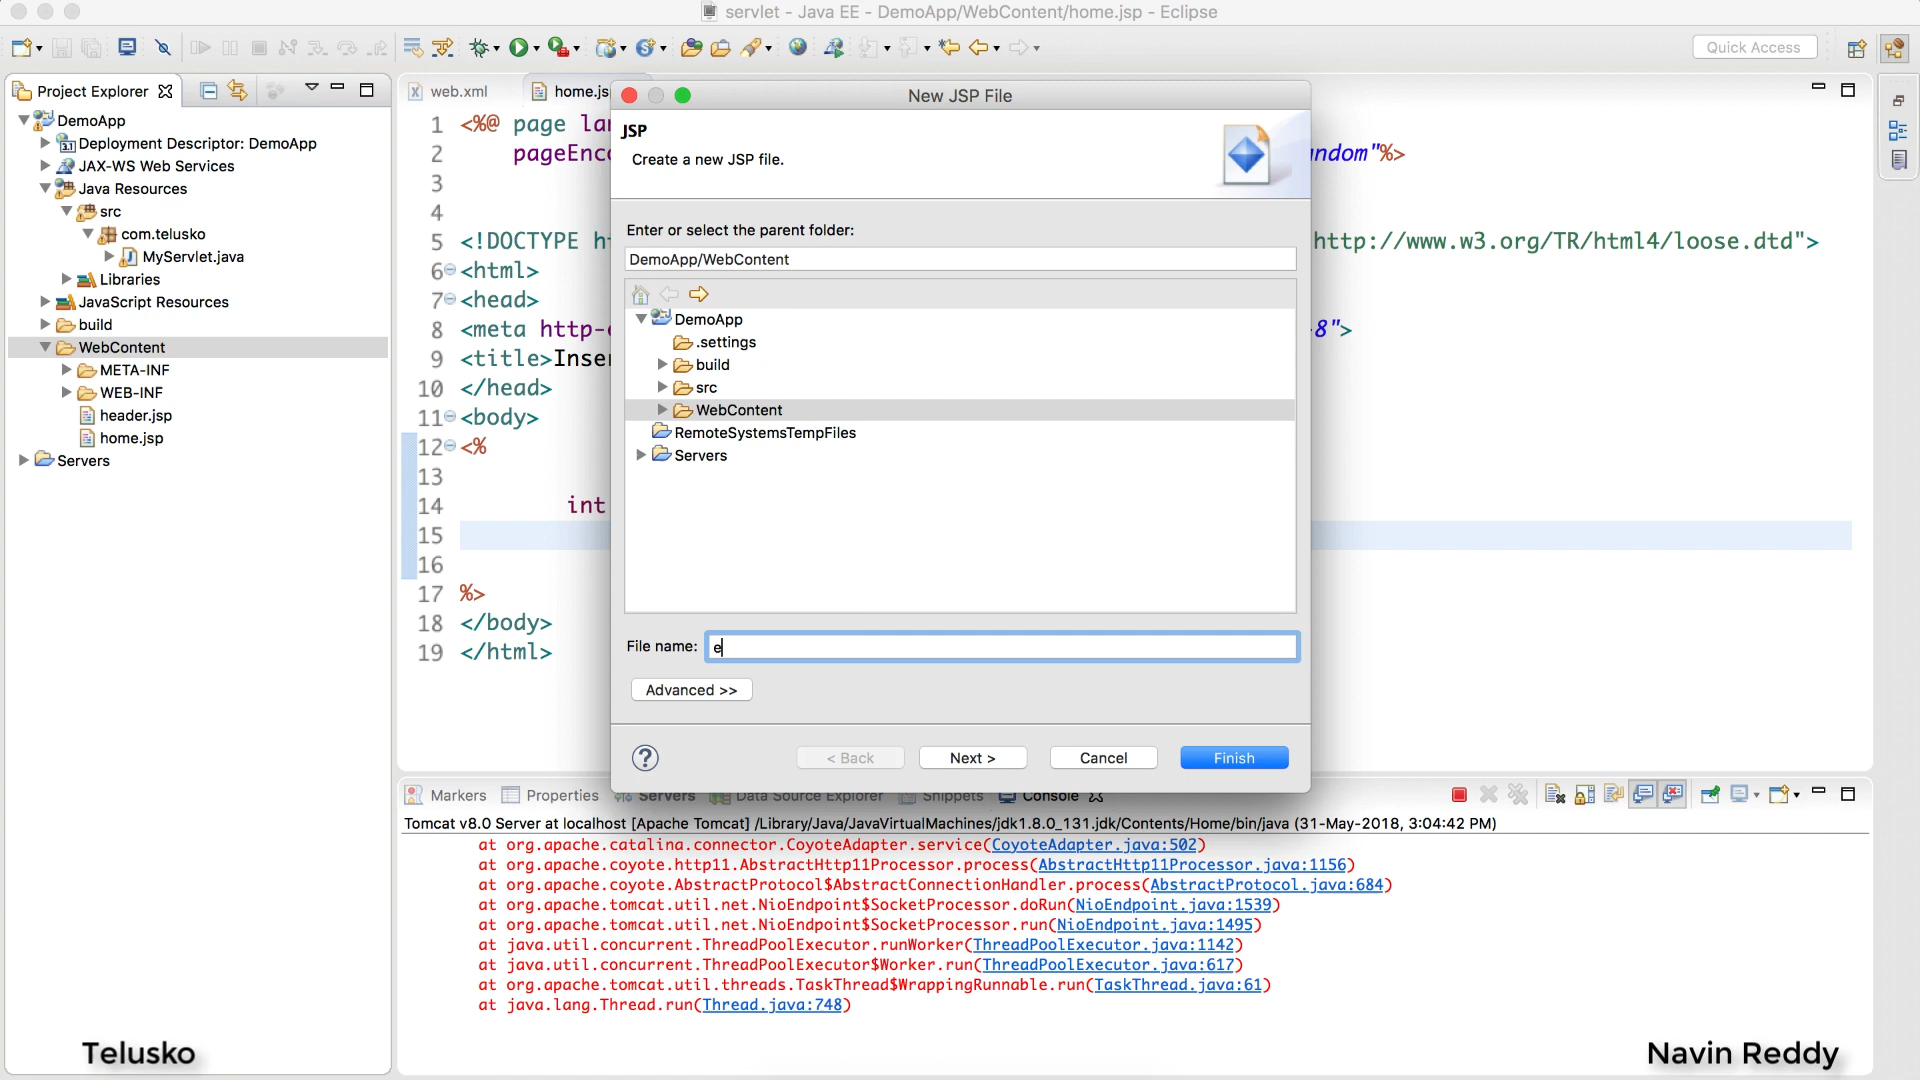 servlet - Java EE - DemoApp/WebContent/home.jsp - Eclipse
Quick Access
Project Explorer
DemoApp
Deployment Descriptor: DemoApp
JAX-WS Web Services
Java Resources
src
com.telusko
MyServlet.java
Libraries
JavaScript Resources
build
WebContent
META-INF
WEB-INF
header.jsp
home.jsp
Servers
web.xml
home.js
1 <%@ page lan
2 pageEnc ndom"%>
3
4
5 <!DOCTYPE h http://www.w3.org/TR/html4/loose.dtd">
6 <html>
7 <head>
8 <meta http- 8">
9 <title>Inser
10 </head>
11 <body>
12 <%
13
14 int
15
16
17 %>
18 </body>
19 </html>
New JSP File
JSP
Create a new JSP file.
Enter or select the parent folder:
DemoApp/WebContent
DemoApp
.settings
build
src
WebContent
RemoteSystemsTempFiles
Servers
File name: e
Advanced >>
?
< Back
Next >
Cancel
Finish
Markers
Properties
Servers
Data Source Explorer
Snippets
Console
Tomcat v8.0 Server at localhost [Apache Tomcat] /Library/Java/JavaVirtualMachines/jdk1.8.0_131.jdk/Contents/Home/bin/java (31-May-2018, 3:04:42 PM)
at org.apache.catalina.connector.CoyoteAdapter.service(CoyoteAdapter.java:502)
at org.apache.coyote.http11.AbstractHttp11Processor.process(AbstractHttp11Processor.java:1156)
at org.apache.coyote.AbstractProtocol$AbstractConnectionHandler.process(AbstractProtocol.java:684)
at org.apache.tomcat.util.net.NioEndpoint$SocketProcessor.doRun(NioEndpoint.java:1539)
at org.apache.tomcat.util.net.NioEndpoint$SocketProcessor.run(NioEndpoint.java:1495)
at java.util.concurrent.ThreadPoolExecutor.runWorker(ThreadPoolExecutor.java:1142)
at java.util.concurrent.ThreadPoolExecutor$Worker.run(ThreadPoolExecutor.java:617)
at org.apache.tomcat.util.threads.TaskThread$WrappingRunnable.run(TaskThread.java:61)
at java.lang.Thread.run(Thread.java:748)
Telusko
Navin Reddy